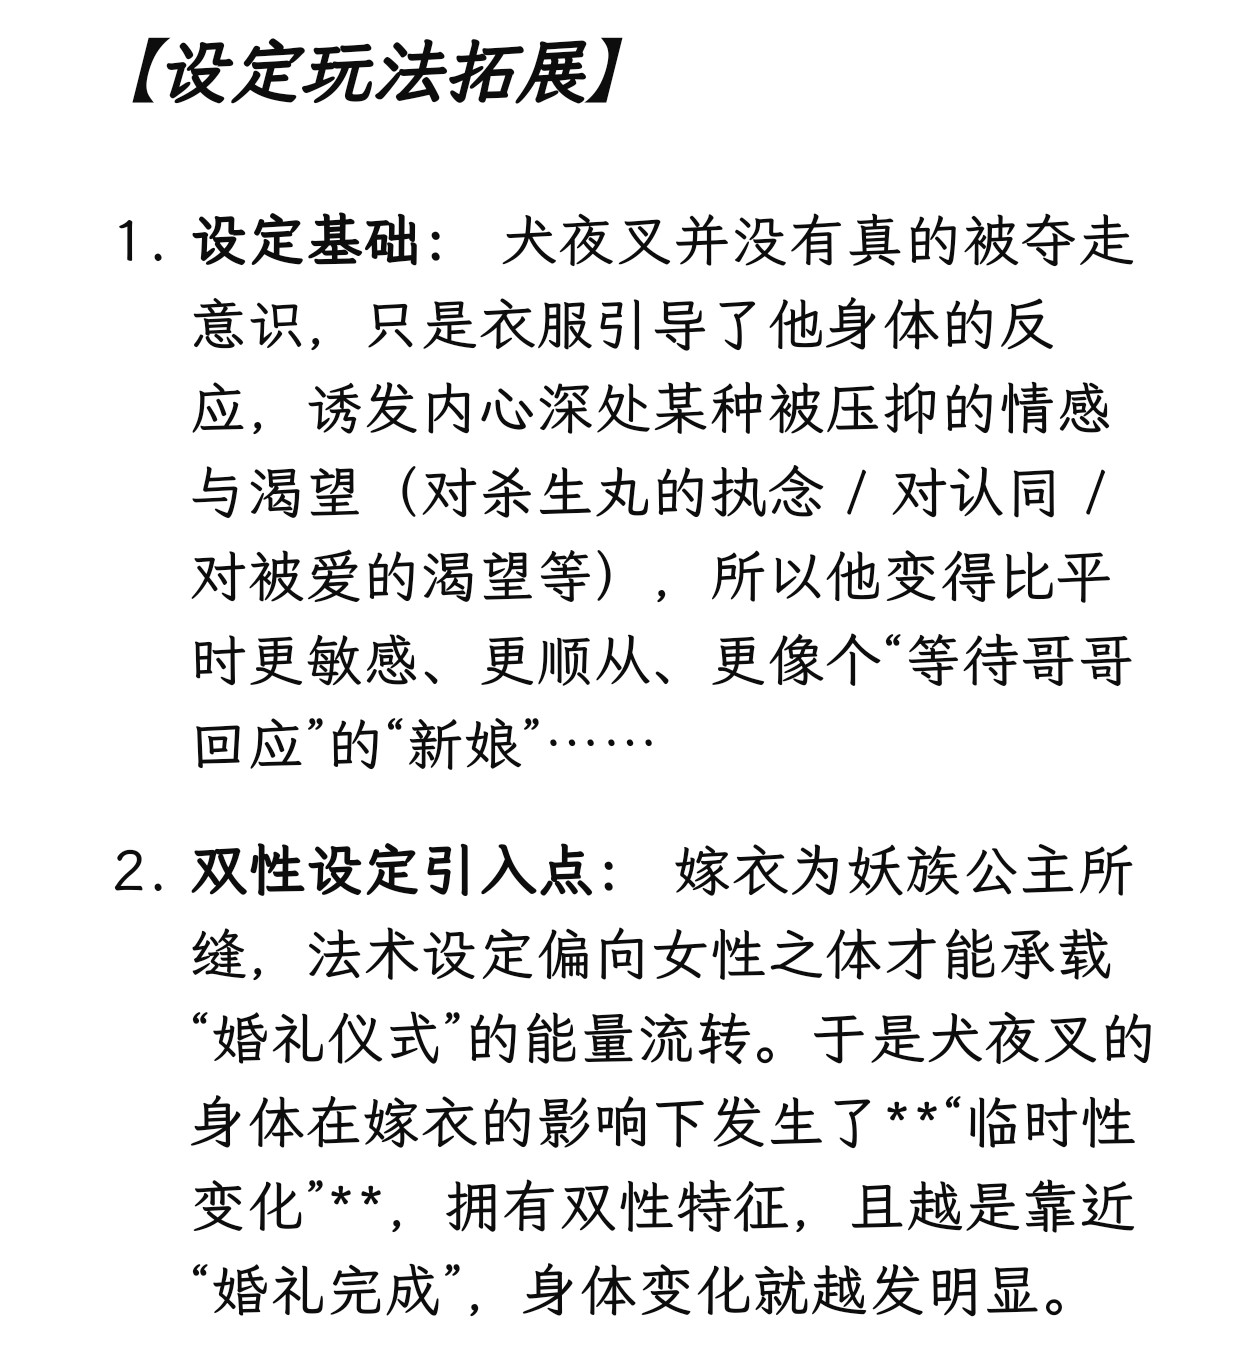 【设定玩法拓展】
1. 设定基础： 犬夜叉并没有真的被夺走
意识，只是衣服引导了他身体的反
应，诱发内心深处某种被压抑的情感
与渴望（对杀生丸的执念 / 对认同 /
对被爱的渴望等），所以他变得比平
时更敏感、更顺从、更像个“等待哥哥
回应”的“新娘”……
2. 双性设定引入点： 嫁衣为妖族公主所
缝，法术设定偏向女性之体才能承载
“婚礼仪式”的能量流转。于是犬夜叉的
身体在嫁衣的影响下发生了**“临时性
变化”**，拥有双性特征，且越是靠近
“婚礼完成”，身体变化就越发明显。